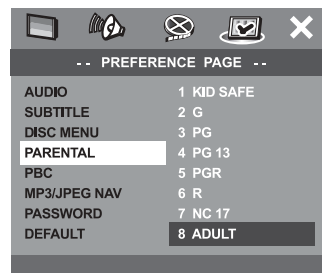 -- PREFERENCE PAGE --
AUDIO 1 KID SAFE
SUBTITLE 2 G
DISC MENU 3 PG
PARENTAL 4 PG 13
PBC 5 PGR
MP3/JPEG NAV 6 R
PASSWORD 7 NC 17
DEFAULT 8 ADULT